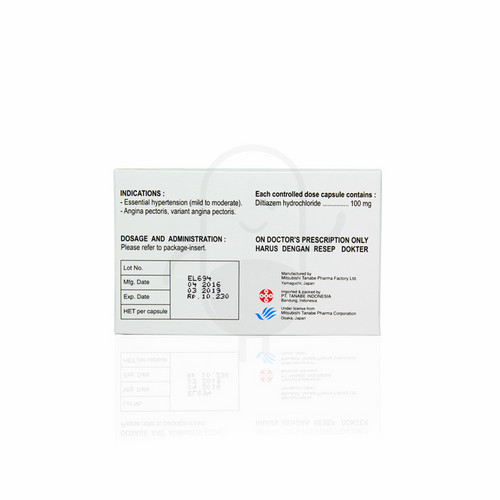 INDICATIONS :
- Essential hypertension (mild to moderate).
- Angina pectoris, variant angina pectoris.
DOSAGE AND ADMINISTRATION :
Please refer to package-insert.
Lot No. EL694
Mfg. Date 04 2016
Exp. Date 03 2019
HET per capsule Rp.10.230
Each controlled dose capsule contains :
Diltiazem hydrochloride .............. 100 mg
ON DOCTOR'S PRESCRIPTION ONLY
HARUS DENGAN RESEP DOKTER
Manufactured by
Mitsubishi Tanabe Pharma Factory Ltd.
Yamaguchi, Japan
Imported & packed by
PT. TANABE INDONESIA
Bandung, Indonesia
Under license from
Mitsubishi Tanabe Pharma Corporation
Osaka, Japan